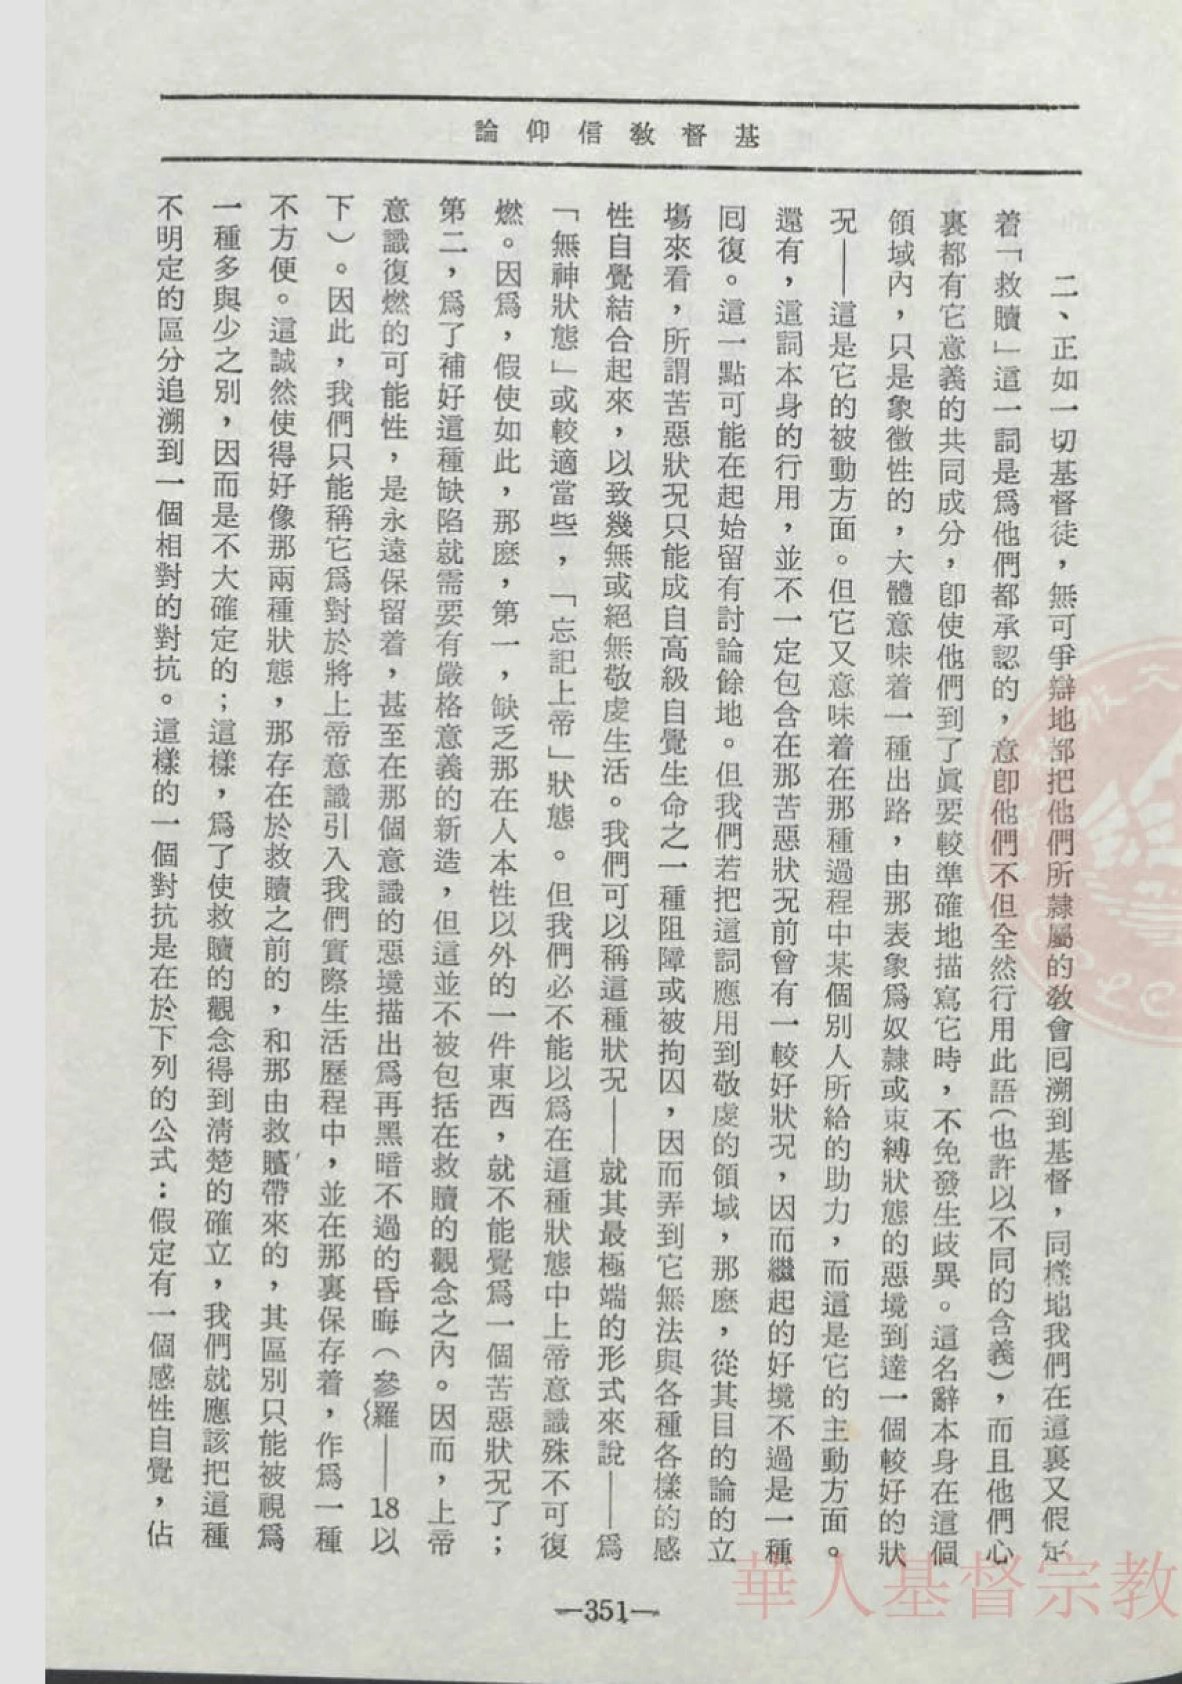 基督教信仰論
二、正如一切基督徒，無可爭辯地都把他們所隸屬的教會囘溯到基督，同樣地我們在這裏又假定
着「救贖」這一詞是爲他們都承認的，意卽他們不但全然行用此語（也許以不同的含義），而且他們心
裏都有它意義的共同成分，卽使他們到了眞要較準確地描寫它時，不免發生歧異。這名辭本身在這個
領域內，只是象徵性的，大體意味着一種出路，由那表象爲奴隸或束縛狀態的惡境到達一個較好的狀
况——這是它的被動方面。但它又意味着在那種過程中某個別人所給的助力，而這是它的主動方面。
還有，這詞本身的行用，並不一定包含在那苦惡狀况前曾有一較好狀况，因而繼起的好境不過是一種
囘復。這一點可能在起始留有討論餘地。但我們若把這詞應用到敬虔的領域，那麽，從其目的論的立
塲來看，所謂苦惡狀况只能成自高級自覺生命之一種阻障或被拘囚，因而弄到它無法與各種各樣的感
性自覺結合起來，以致幾無或絕無敬虔生活。我們可以稱這種狀况——就其最極端的形式來說——爲
「無神狀態」或較適當些，「忘記上帝」狀態。但我們必不能以爲在這種狀態中上帝意識殊不可復
燃。因爲，假使如此，那麽，第一，缺乏那在人本性以外的一件東西，就不能覺爲一個苦惡狀况了；
第二，爲了補好這種缺陷就需要有嚴格意義的新造，但這並不被包括在救贖的觀念之內。因而，上帝
意識復燃的可能性，是永遠保留着，甚至在那個意識的惡境描出爲再黑暗不過的昏晦（參羅——18以
下）。因此，我們只能稱它爲對於將上帝意識引入我們實際生活歷程中，並在那裏保存着，作爲一種
不方便。這誠然使得好像那兩種狀態，那存在於救贖之前的，和那由救贖帶來的，其區別只能被視爲
一種多與少之別，因而是不大確定的；這樣，爲了使救贖的觀念得到淸楚的確立，我們就應該把這種
不明定的區分追溯到一個相對的對抗。這樣的一個對抗是在於下列的公式：假定有一個感性自覺，佔
—351—
華人基督宗教